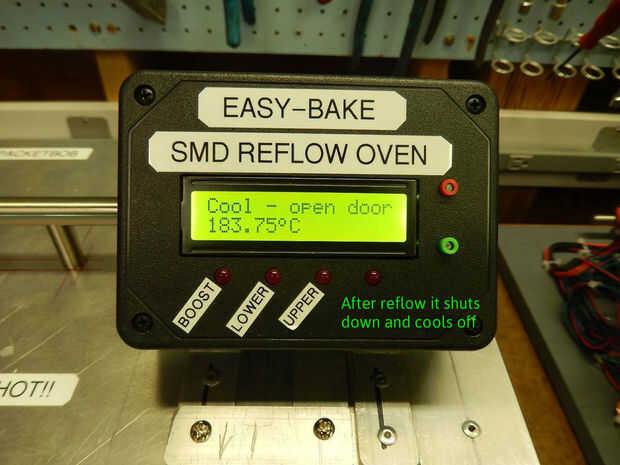 EASY-BAKE
SMD REFLOW OVEN
PACKETBOB
Cool - open door
183.75°C
BOOST
LOWER
UPPER
After reflow it shuts
down and cools off
HOT!!